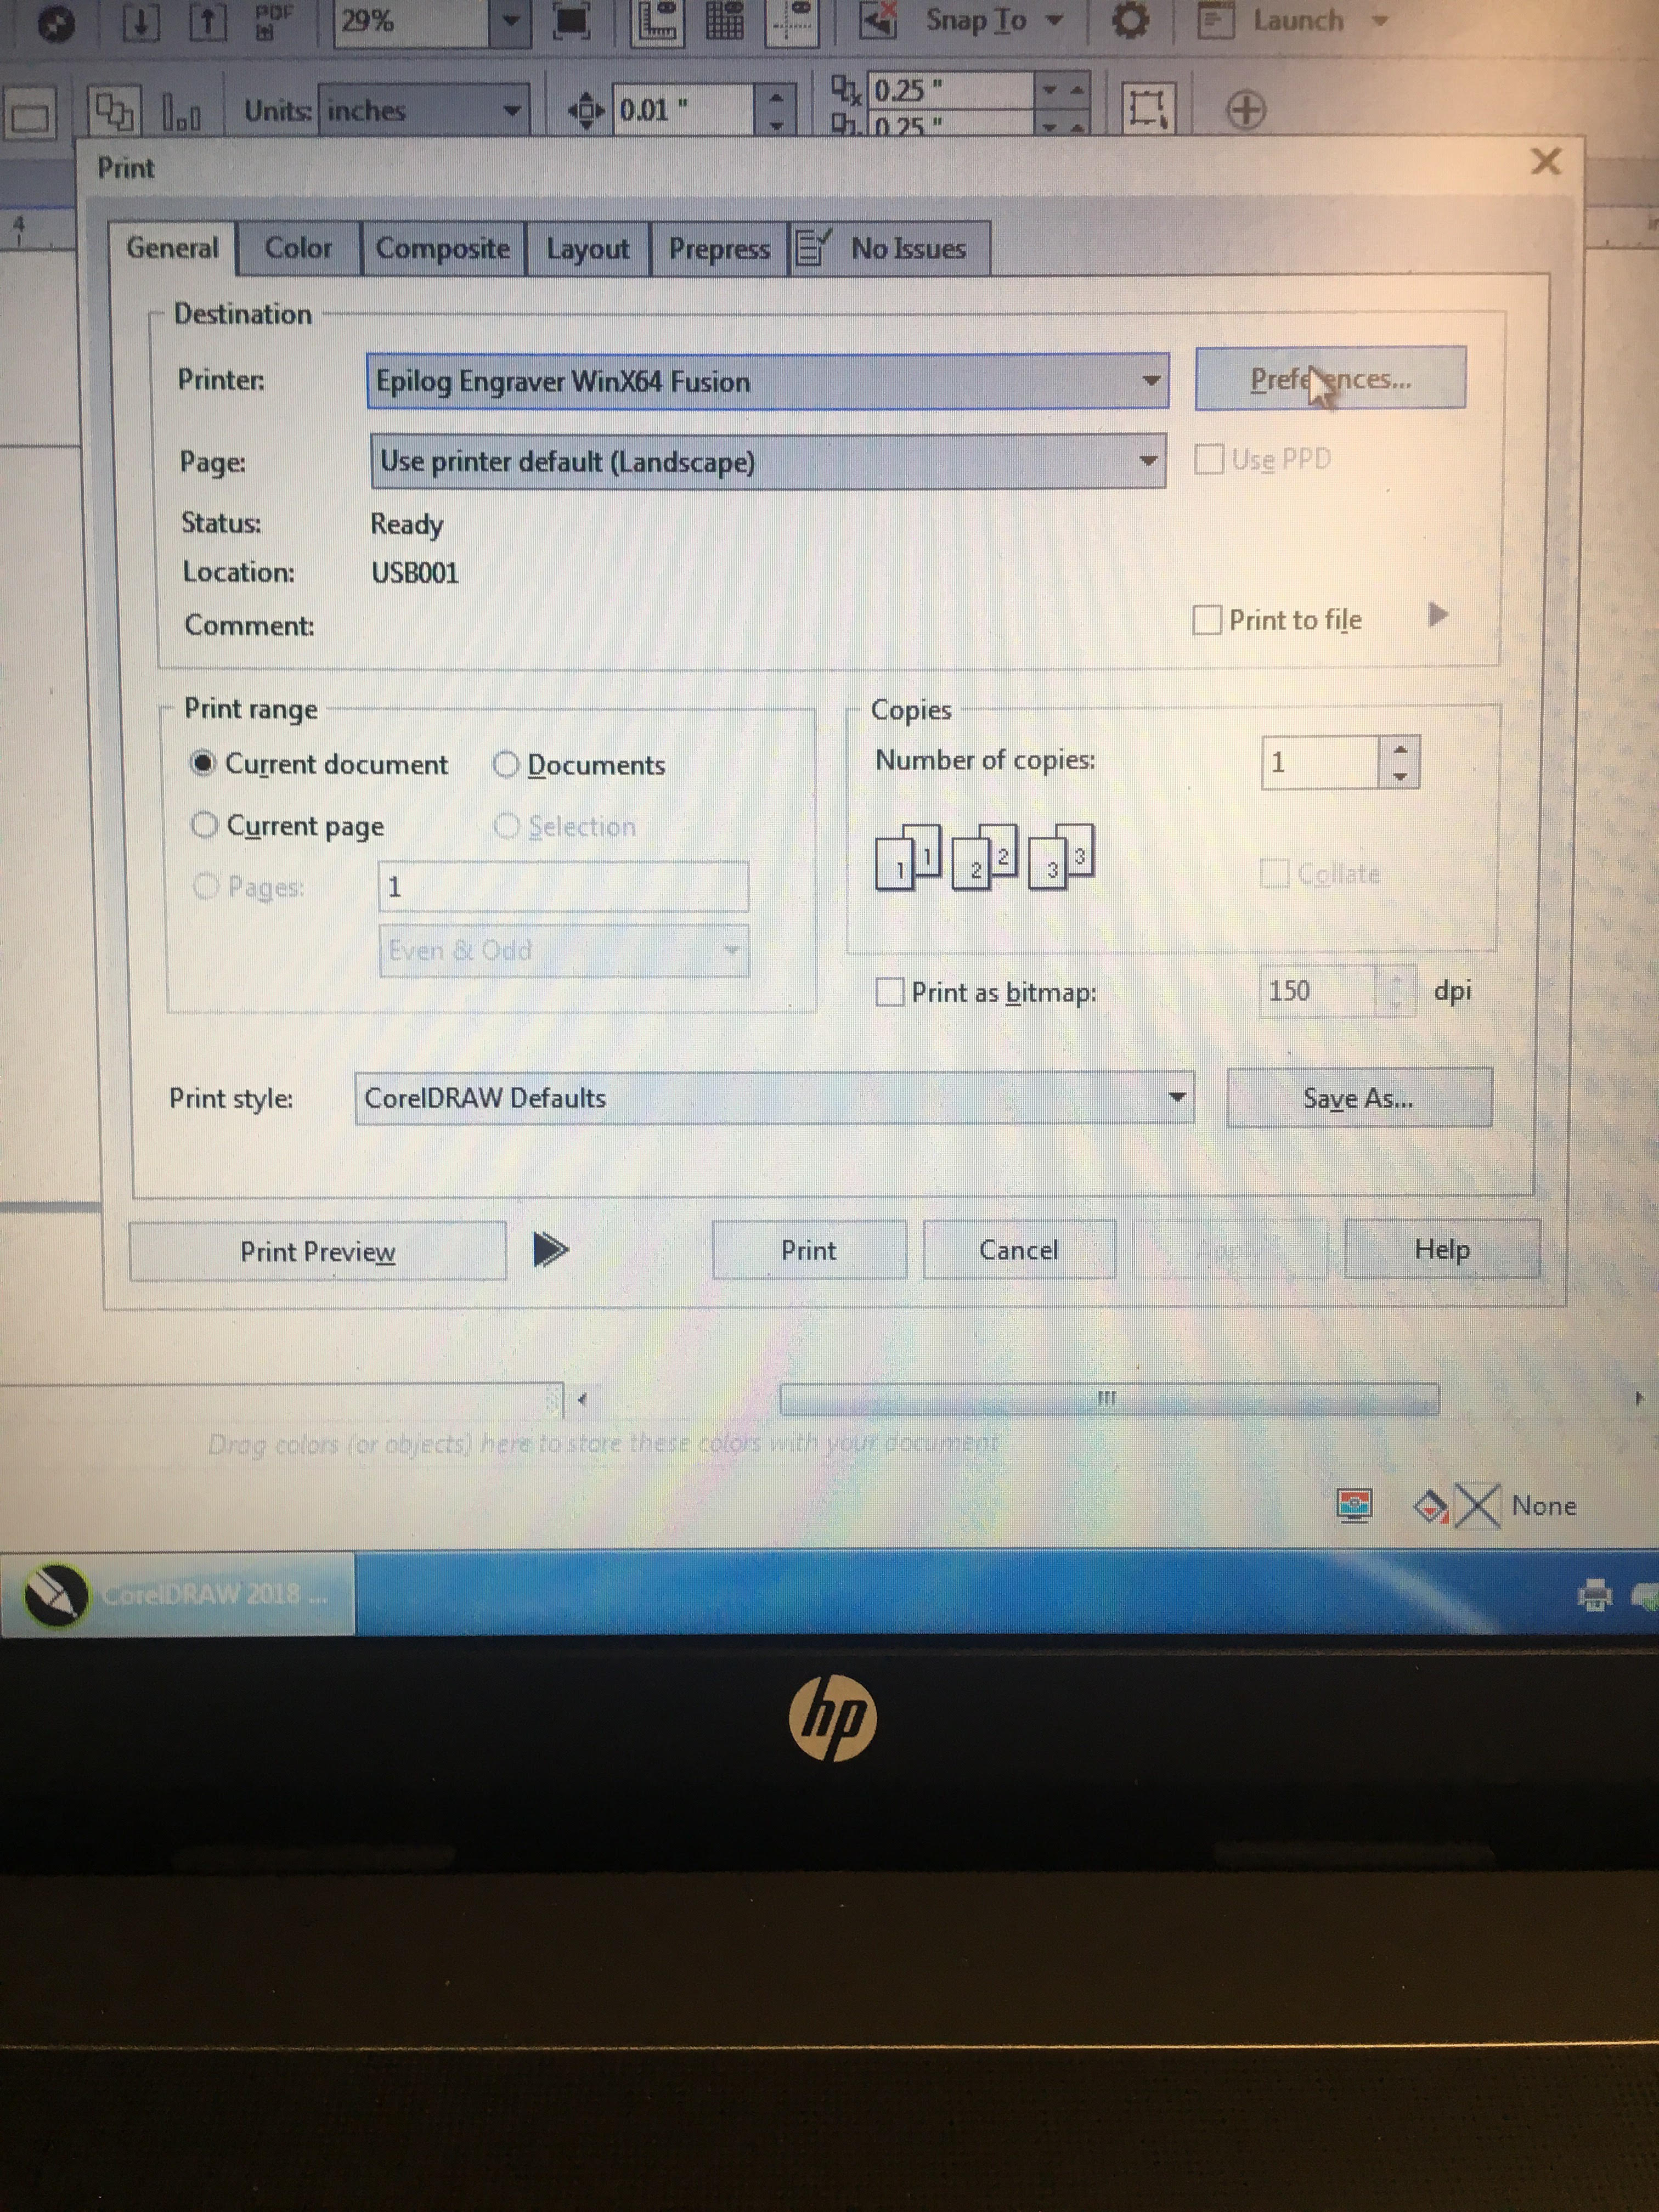 PDF 29% Snap To Launch
Units: inches 0.01 " 0.25 "
0.25 "
Print
4
General Color Composite Layout Prepress No Issues
Destination
Printer: Epilog Engraver WinX64 Fusion Preferences...
Page: Use printer default (Landscape) Use PPD
Status: Ready
Location: USB001
Comment: Print to file
Print range Copies
Current document Documents Number of copies: 1
Current page Selection 1 1 2 2 3 3 Collate
Pages: 1
Even & Odd
Print as bitmap: 150 dpi
Print style: CorelDRAW Defaults Save As...
Print Preview Print Cancel Help
Drag colors (or objects) here to store these colors with your document
None
CorelDRAW 2018 ...
hp